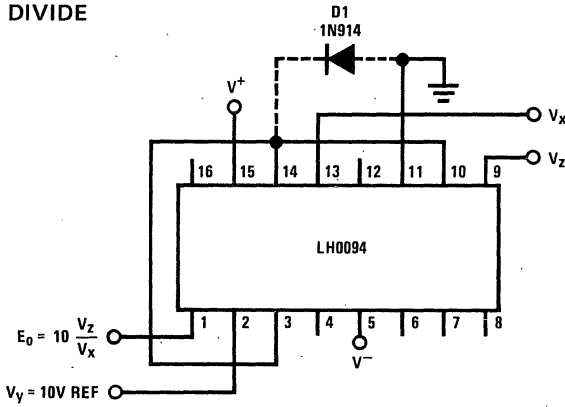 DIVIDE
D1
1N914
V+
Vx
Vz
16 15 14 13 12 11 10 9
LH0094
1 2 3 4 5 6 7 8
E0 = 10 Vz/Vx
V−
Vy = 10V REF